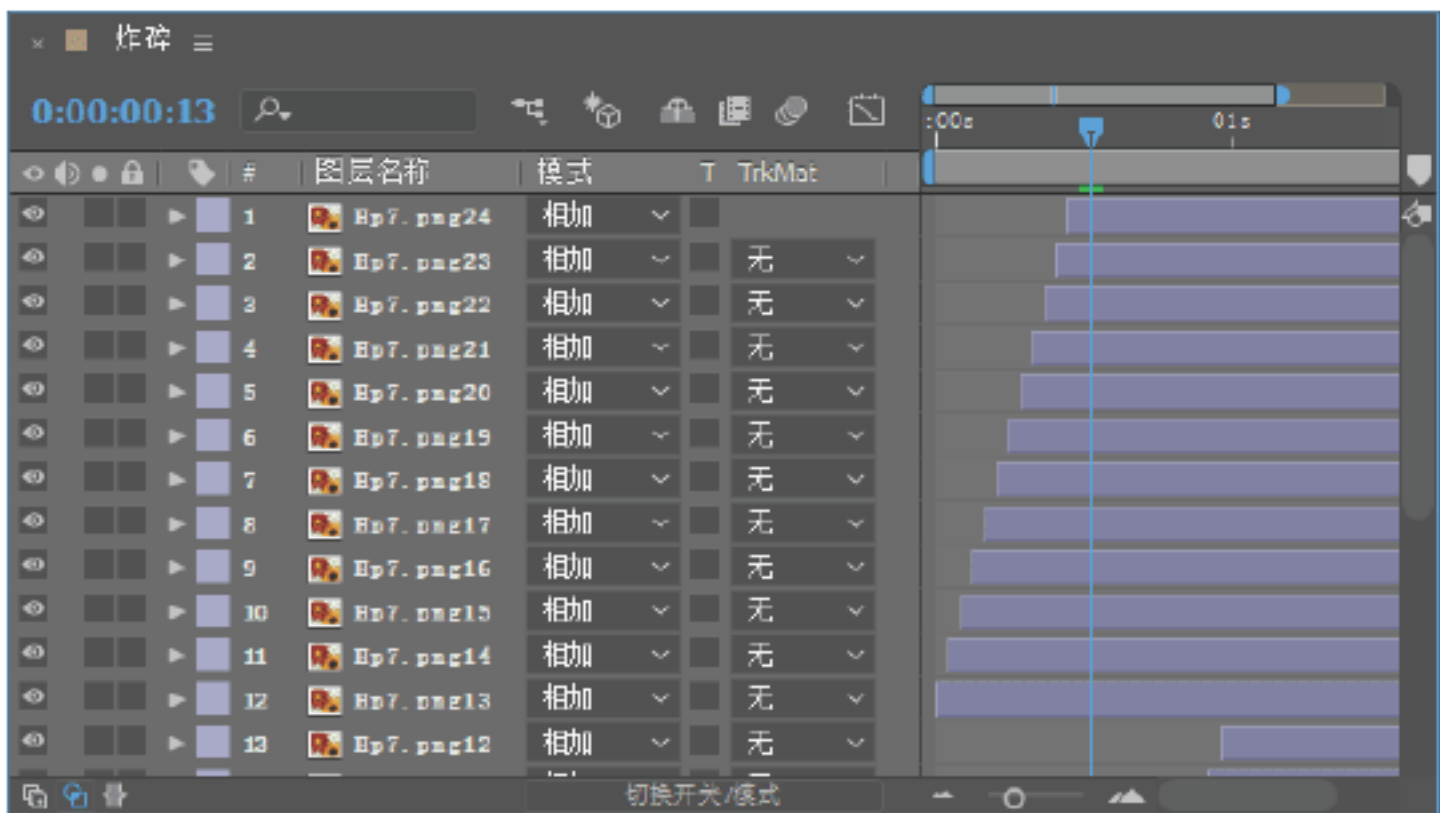 炸碎
0:00:00:13
:00s 01s
# 图层名称 模式 T TrkMat
1 Hp7.png24 相加
2 Hp7.png23 相加 无
3 Hp7.png22 相加 无
4 Hp7.png21 相加 无
5 Hp7.png20 相加 无
6 Hp7.png19 相加 无
7 Hp7.png18 相加 无
8 Hp7.png17 相加 无
9 Hp7.png16 相加 无
10 Hp7.png15 相加 无
11 Hp7.png14 相加 无
12 Hp7.png13 相加 无
13 Hp7.png12 相加 无
切换开关/模式